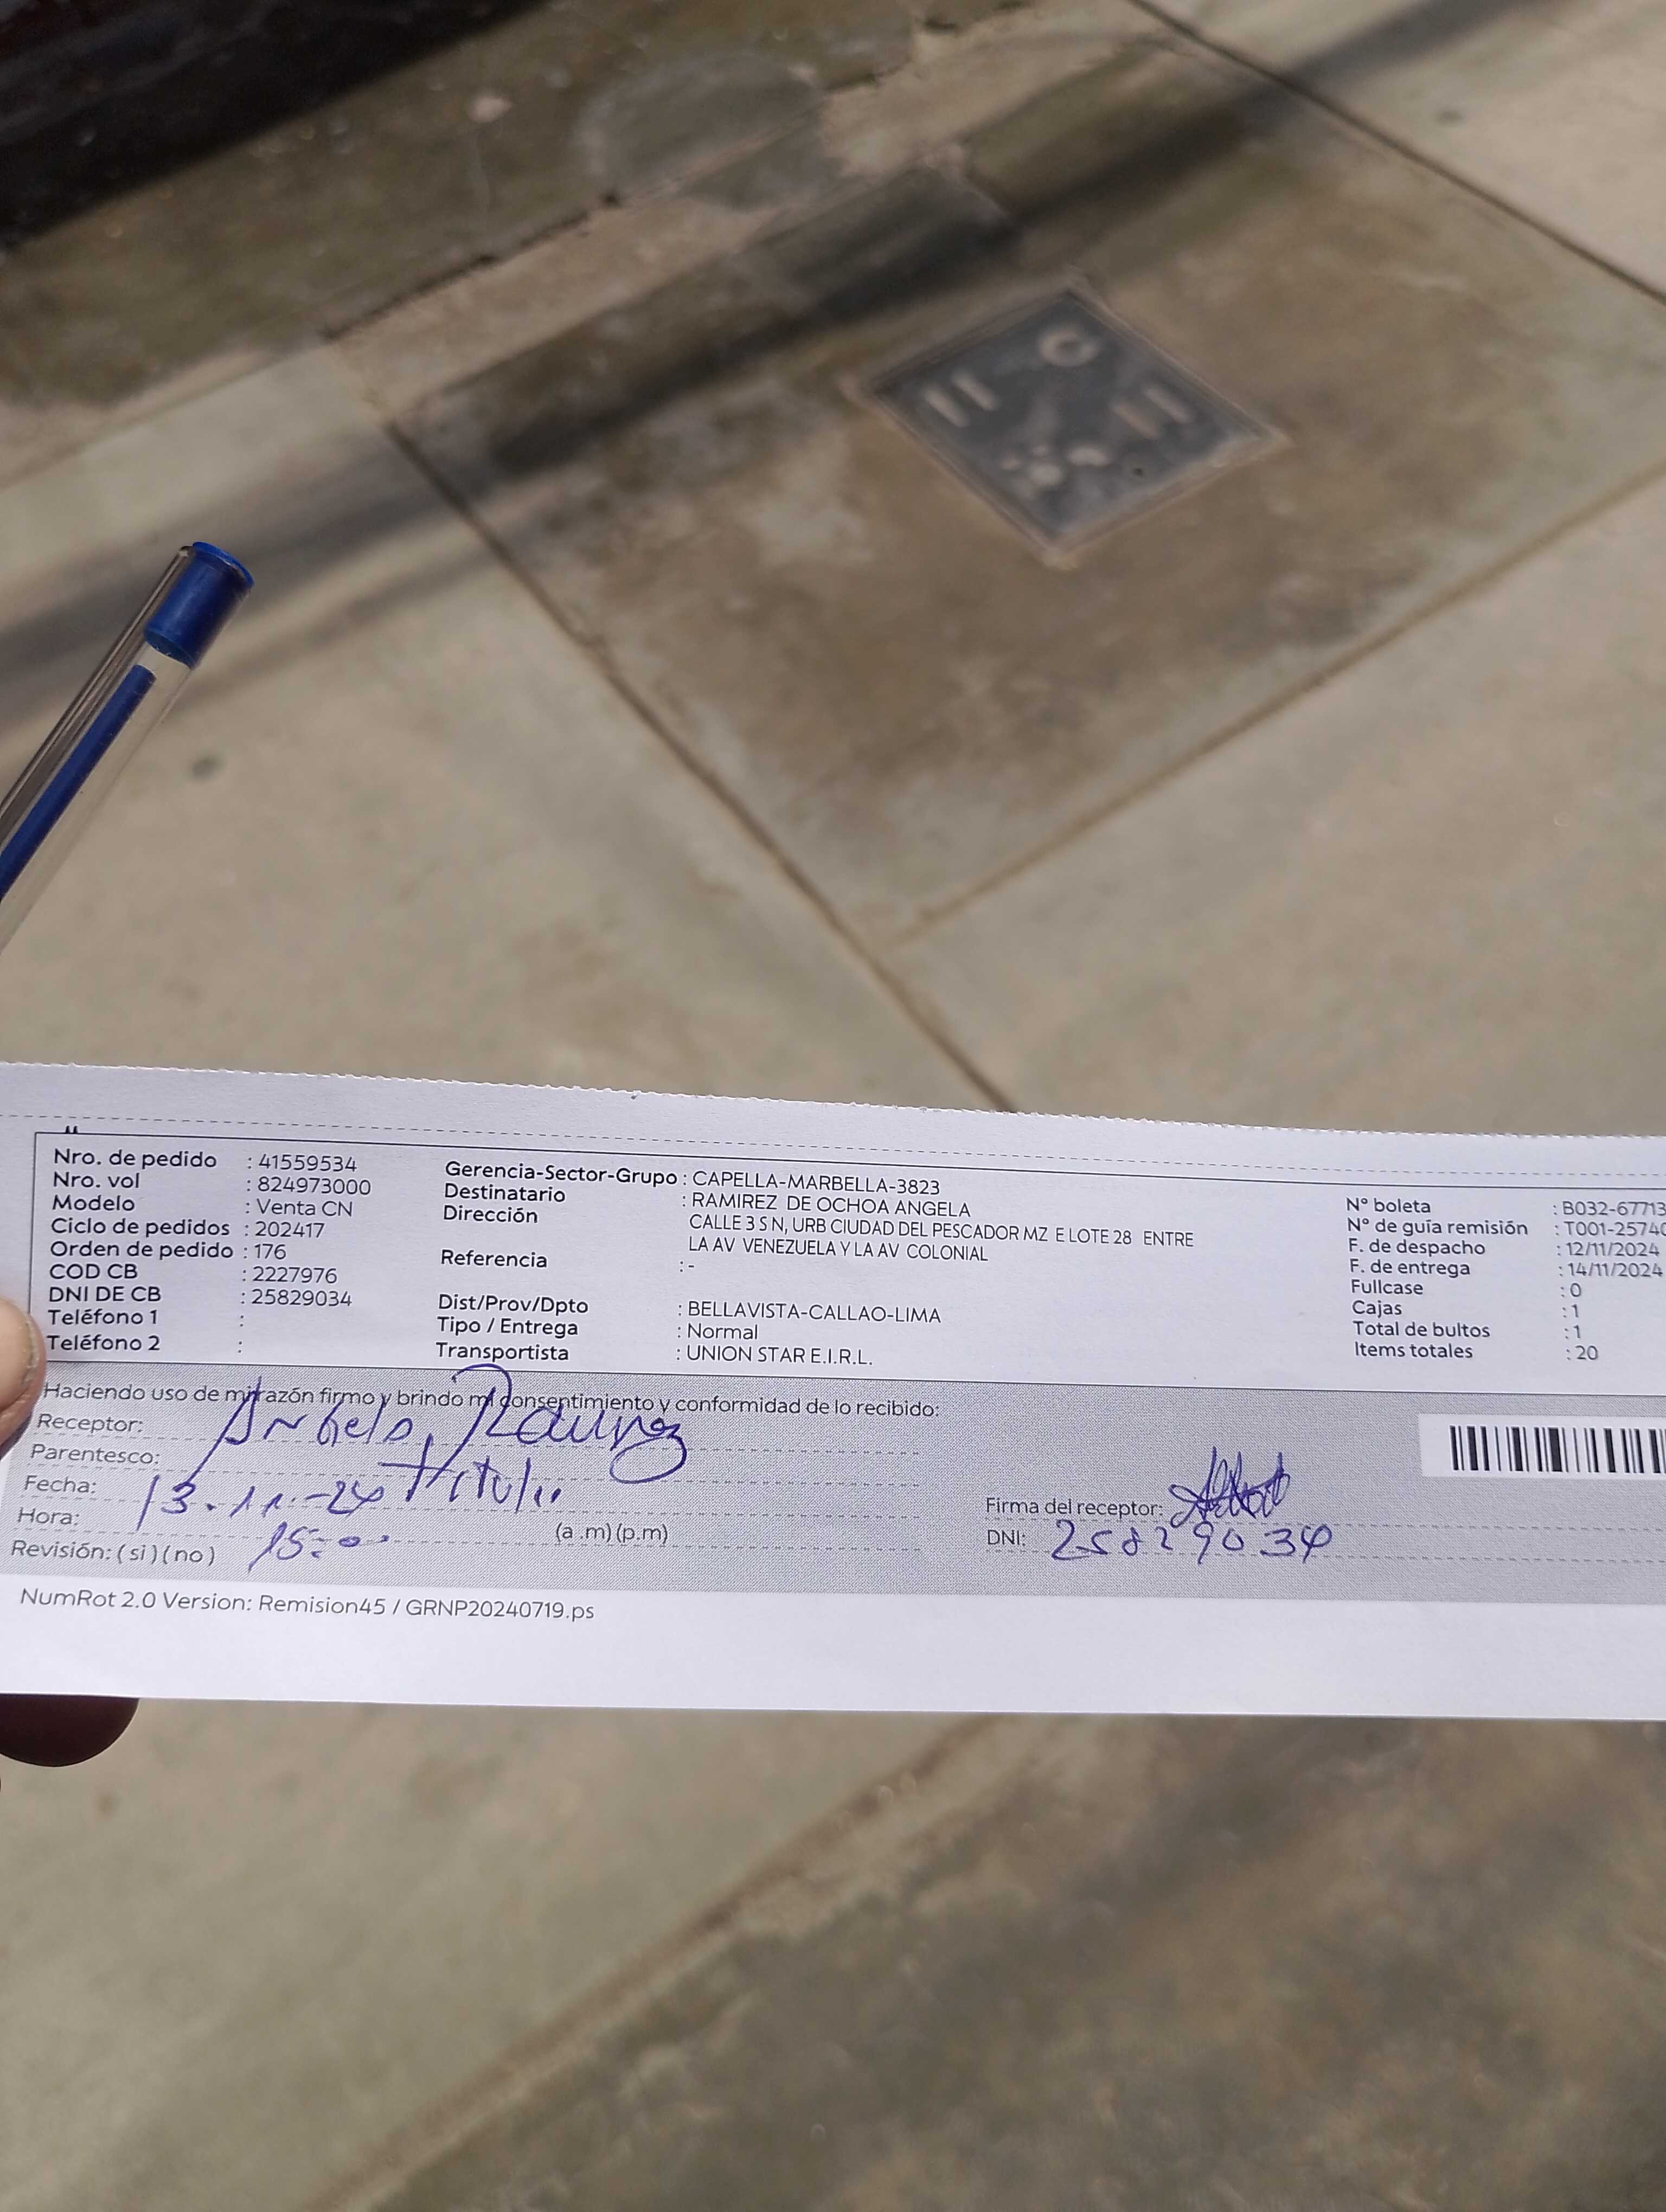 Nro. de pedido : 41559534
Nro. vol : 824973000
Modelo : Venta CN
Ciclo de pedidos : 202417
Orden de pedido : 176
COD CB : 2227976
DNI DE CB : 25829034
Teléfono 1 :
Teléfono 2 :
Gerencia-Sector-Grupo : CAPELLA-MARBELLA-3823
Destinatario : RAMIREZ DE OCHOA ANGELA
Dirección CALLE 3 S N, URB CIUDAD DEL PESCADOR MZ E LOTE 28 ENTRE
LA AV VENEZUELA Y LA AV COLONIAL
Referencia : -
Dist/Prov/Dpto : BELLAVISTA-CALLAO-LIMA
Tipo / Entrega : Normal
Transportista : UNION STAR E.I.R.L.
N° boleta : B032-67713
N° de guía remisión : T001-2574
F. de despacho : 12/11/2024
F. de entrega : 14/11/2024
Fullcase : 0
Cajas : 1
Total de bultos : 1
Items totales : 20
Haciendo uso de mi razón firmo y brindo mi consentimiento y conformidad de lo recibido:
Receptor: Angela Ramirez
Parentesco: titular
Fecha: 13-11-24
Hora: 15:00 (a .m) (p.m)
Revisión: (si) (no)
Firma del receptor:
DNI: 25829034
NumRot 2.0 Version: Remision45 / GRNP20240719.ps